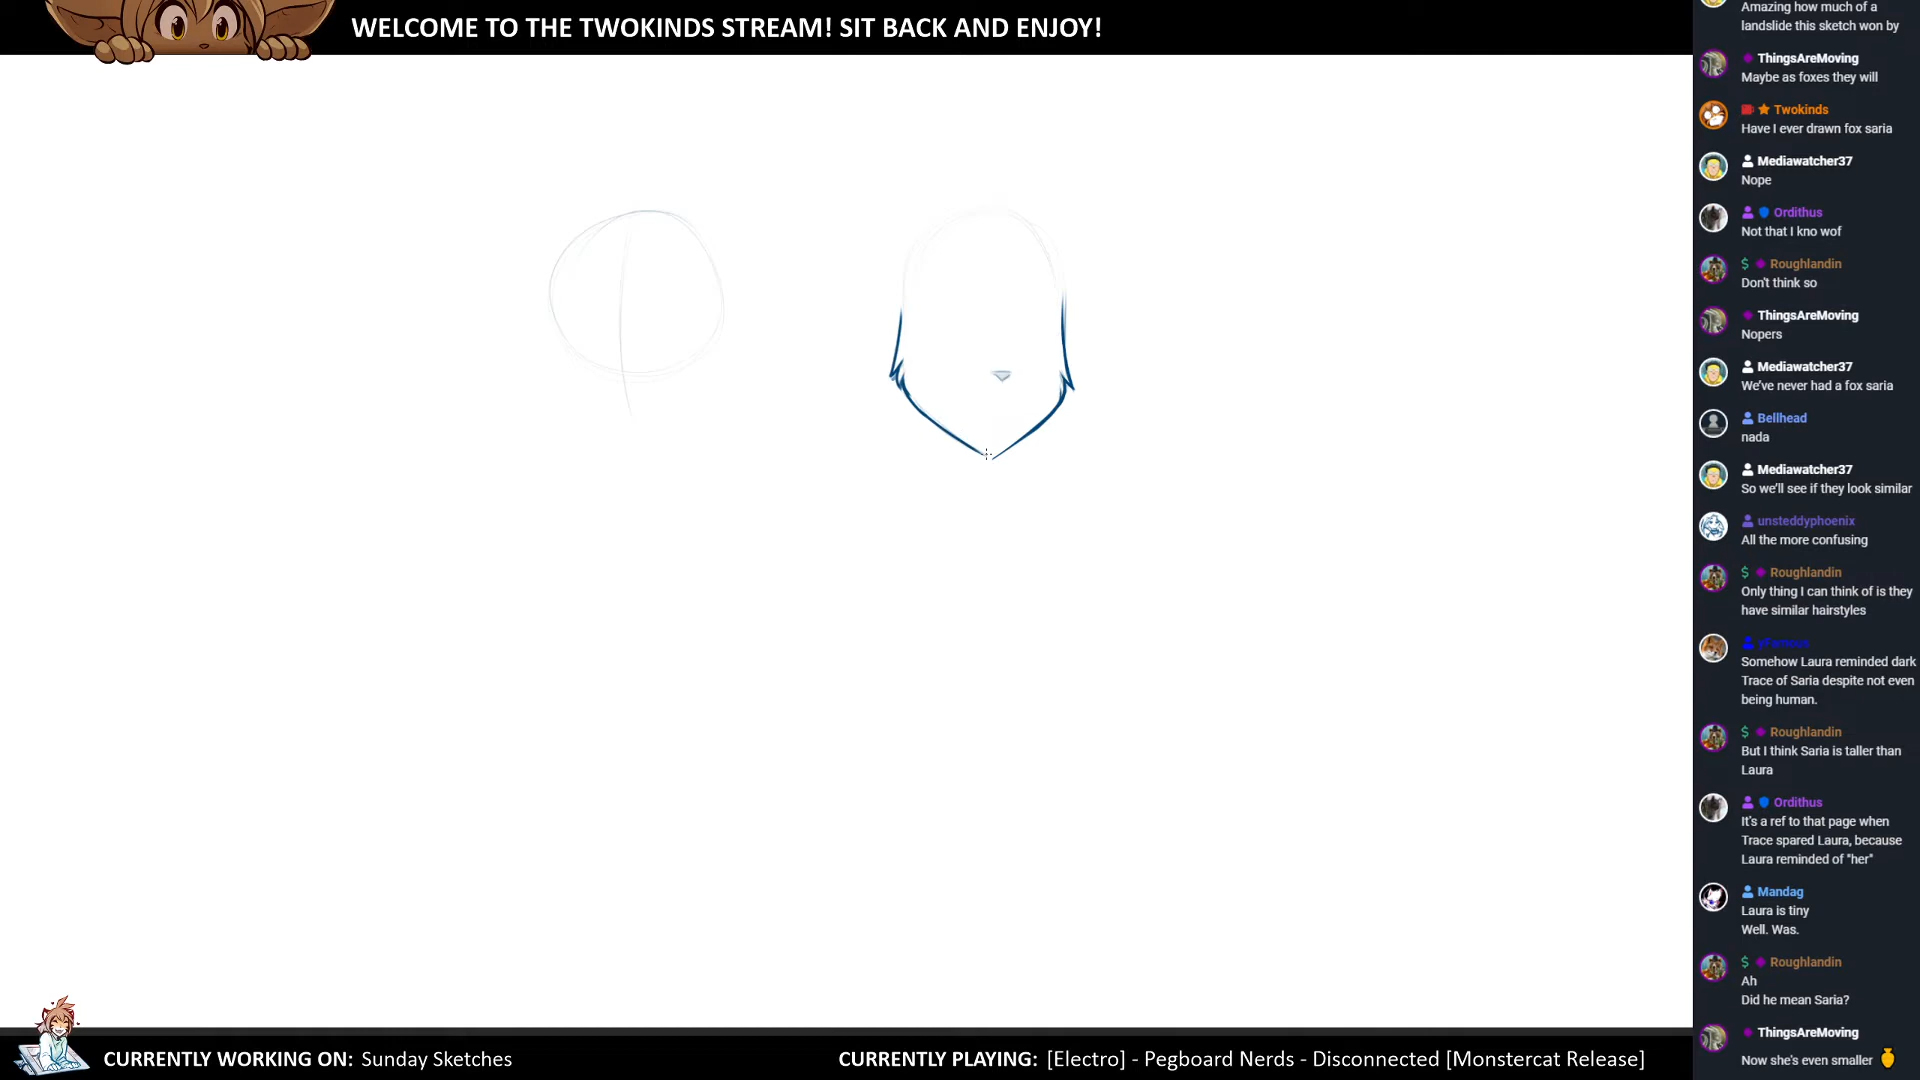 WELCOME TO THE TWOKINDS STREAM! SIT BACK AND ENJOY!
Amazing how much of a
landslide this sketch won by
ThingsAreMoving
Maybe as foxes they will
Twokinds
Have I ever drawn fox saria
Mediawatcher37
Nope
Ordithus
Not that I kno wof
Roughlandin
Don't think so
ThingsAreMoving
Nopers
Mediawatcher37
We've never had a fox saria
Bellhead
nada
Mediawatcher37
So we'll see if they look similar
unsteddyphoenix
All the more confusing
Roughlandin
Only thing I can think of is they
have similar hairstyles
yFamous
Somehow Laura reminded dark
Trace of Saria despite not even
being human.
Roughlandin
But I think Saria is taller than
Laura
Ordithus
It's a ref to that page when
Trace spared Laura, because
Laura reminded of "her"
Mandag
Laura is tiny
Well. Was.
Roughlandin
Ah
Did he mean Saria?
ThingsAreMoving
Now she's even smaller
CURRENTLY WORKING ON: Sunday Sketches
CURRENTLY PLAYING: [Electro] - Pegboard Nerds - Disconnected [Monstercat Release]